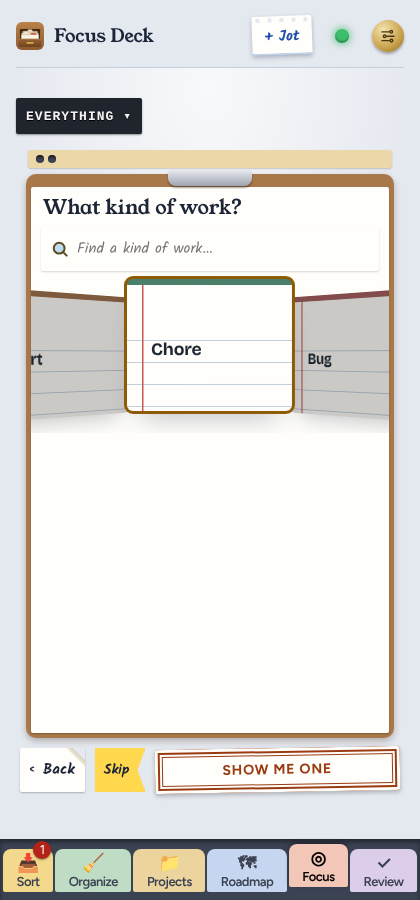 Focus Deck
+ Jot
EVERYTHING ▾
What kind of work?
Find a kind of work...
rt
Chore
Bug
‹ Back
Skip
SHOW ME ONE
1
Sort
Organize
Projects
Roadmap
Focus
Review